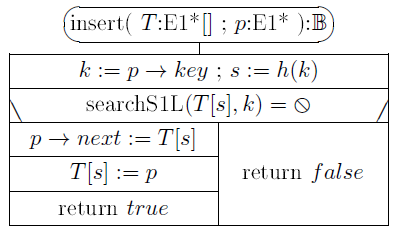 insert( T:E1*[] ; p:E1* ):𝔹
k := p → key ; s := h(k)
searchS1L(T[s], k) = ⦸
p → next := T[s]
T[s] := p
return true
return false